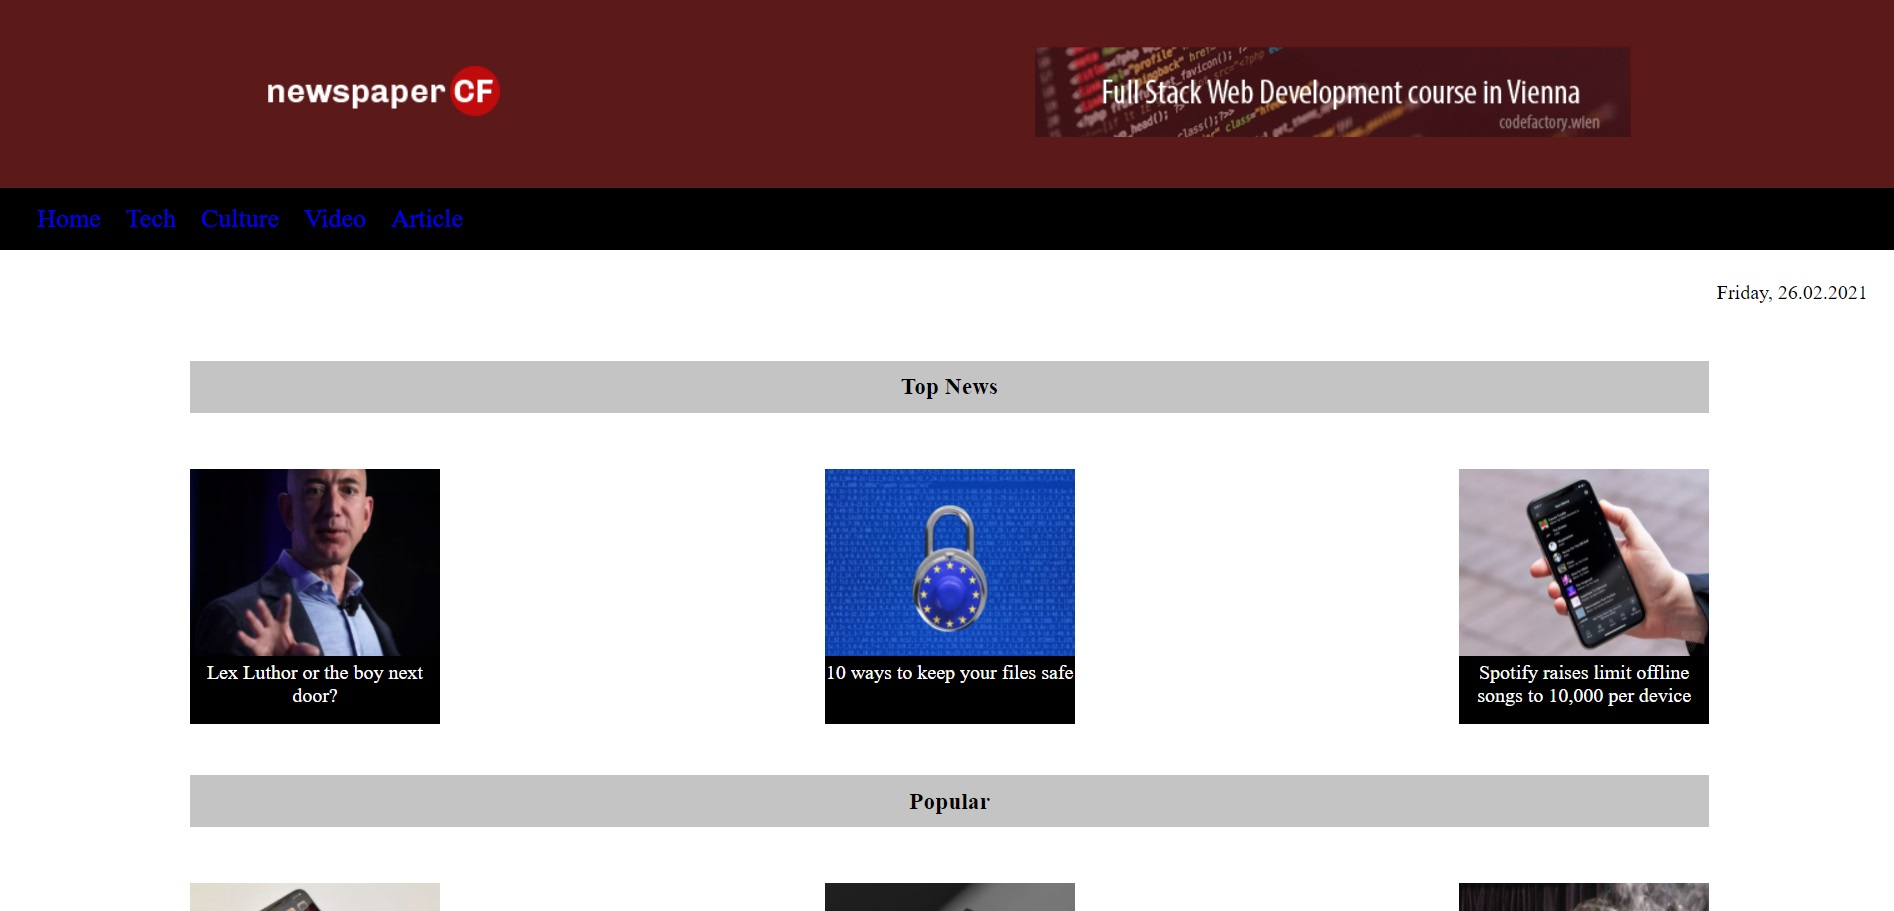 newspaper CF
Full Stack Web Development course in Vienna
codefactory.wien
Home Tech Culture Video Article
Friday, 26.02.2021
Top News
Lex Luthor or the boy next
door?
10 ways to keep your files safe
Spotify raises limit offline
songs to 10,000 per device
Popular